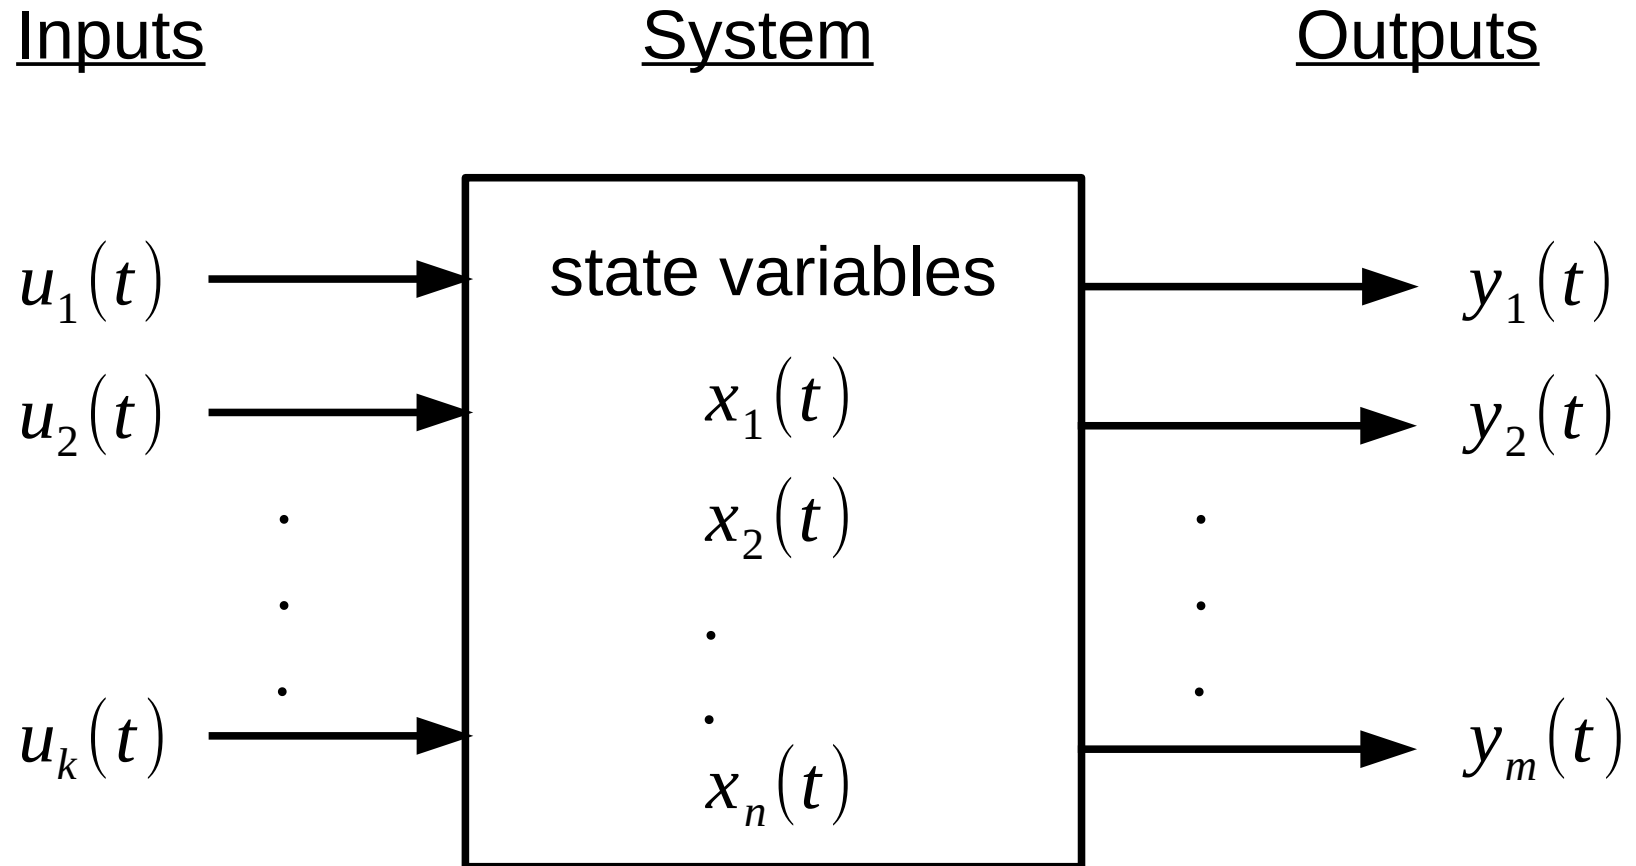 Inputs System Outputs
state variables
u₁(t) y₁(t)
x₁(t)
u₂(t) y₂(t)
x₂(t)
. .
. .
.
. .
.
uₖ(t) yₘ(t)
xₙ(t)